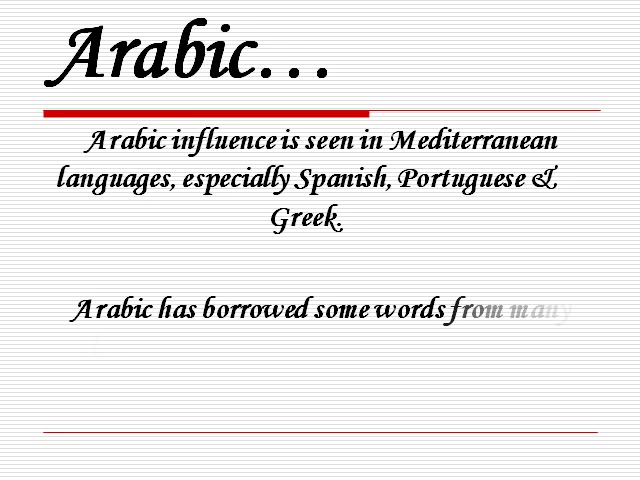 Arabic...
Arabic influence is seen in Mediterranean
languages, especially Spanish, Portuguese &
Greek.
Arabic has borrowed some words from many